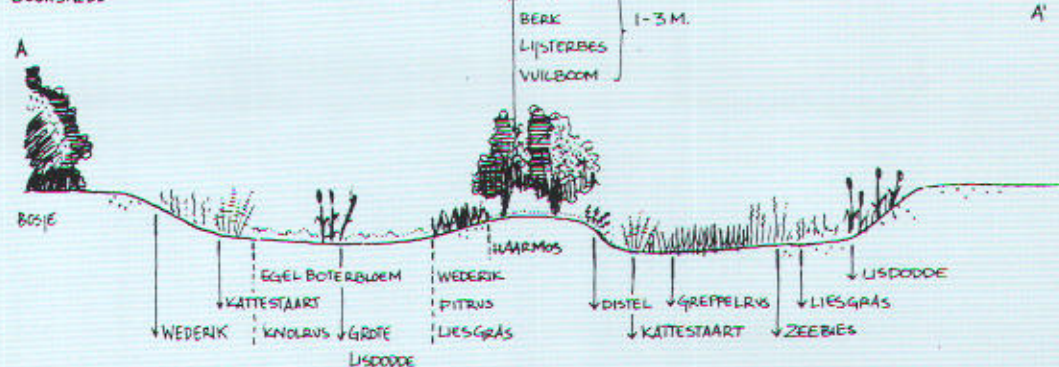 BERK 1-3 M.
LIJSTERBES
VUILBOOM
A
A'
BOSJE
HAARMOS
EGEL BOTERBLOEM
WEDERIK
LISDODDE
KATTESTAART
PITRUS
DISTEL
GREPPELRUS
LIESGRAS
WEDERIK
KNOLRUS
GROTE
LISDODDE
LIESGRAS
KATTESTAART
ZEEBIES